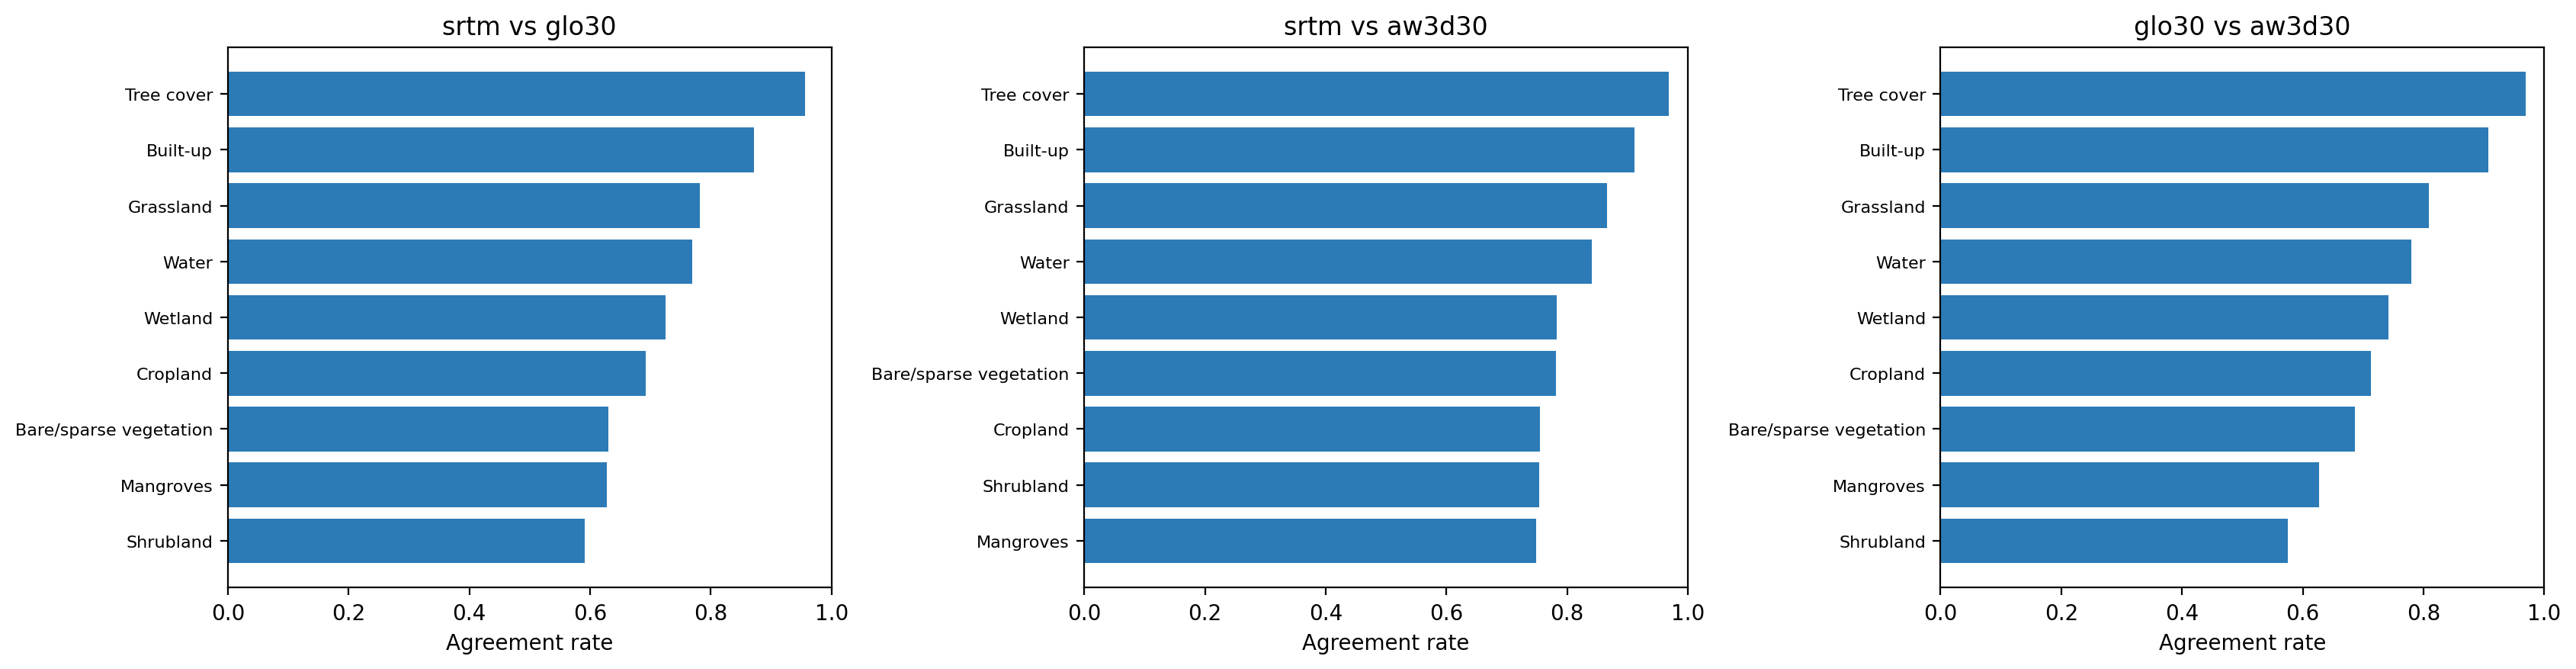 srtm vs glo30
Tree cover
Built-up
Grassland
Water
Wetland
Cropland
Bare/sparse vegetation
Mangroves
Shrubland
0.0 0.2 0.4 0.6 0.8 1.0
Agreement rate
srtm vs aw3d30
Tree cover
Built-up
Grassland
Water
Wetland
Bare/sparse vegetation
Cropland
Shrubland
Mangroves
0.0 0.2 0.4 0.6 0.8 1.0
Agreement rate
glo30 vs aw3d30
Tree cover
Built-up
Grassland
Water
Wetland
Cropland
Bare/sparse vegetation
Mangroves
Shrubland
0.0 0.2 0.4 0.6 0.8 1.0
Agreement rate